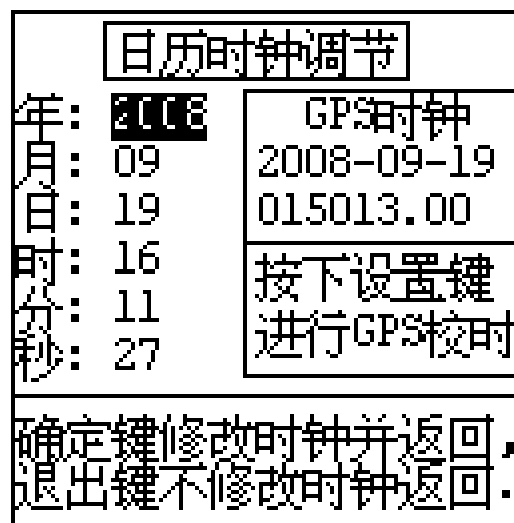 日历时钟调节
年: 2008
月: 09
日: 19
时: 16
分: 11
秒: 27
GPS时钟
2008-09-19
015013.00
按下设置键
进行GPS校时
确定键修改时钟并返回,
退出键不修改时钟返回.